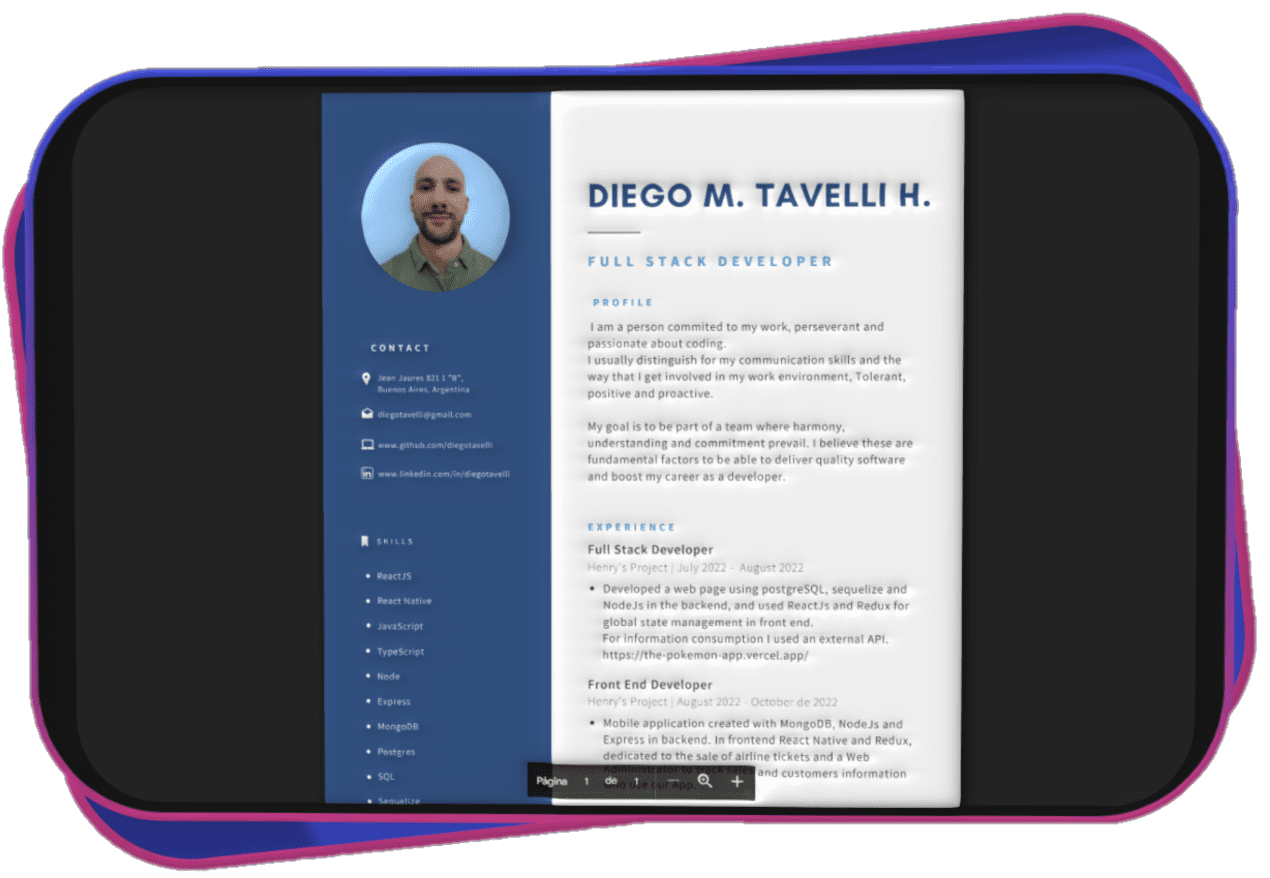 CONTACT
Jean Jaures 821 1 "B",
Buenos Aires, Argentina
diegotavelli@gmail.com
www.github.com/diegotavelli
www.linkedin.com/in/diegotavelli
SKILLS
• ReactJS
• React Native
• JavaScript
• TypeScript
• Node
• Express
• MongoDB
• Postgres
• SQL
• Sequelize
DIEGO M. TAVELLI H.
FULL STACK DEVELOPER
PROFILE
I am a person commited to my work, perseverant and
passionate about coding.
I usually distinguish for my communication skills and the
way that I get involved in my work environment, Tolerant,
positive and proactive.
My goal is to be part of a team where harmony,
understanding and commitment prevail. I believe these are
fundamental factors to be able to deliver quality software
and boost my career as a developer.
EXPERIENCE
Full Stack Developer
Henry's Project | July 2022 - August 2022
• Developed a web page using postgreSQL, sequelize and
NodeJs in the backend, and used ReactJs and Redux for
global state management in front end.
For information consumption I used an external API.
https://the-pokemon-app.vercel.app/
Front End Developer
Henry's Project | August 2022 - October de 2022
• Mobile application created with MongoDB, NodeJs and
Express in backend. In frontend React Native and Redux,
dedicated to the sale of airline tickets and a Web
Administrator to track sales and customers information
who use our App.
Página 1 de 1